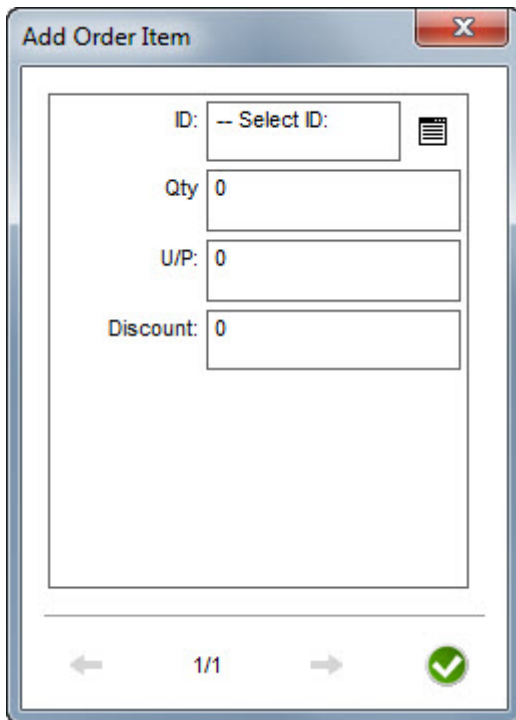 Add Order Item
ID: -- Select ID:
Qty 0
U/P: 0
Discount: 0
1/1